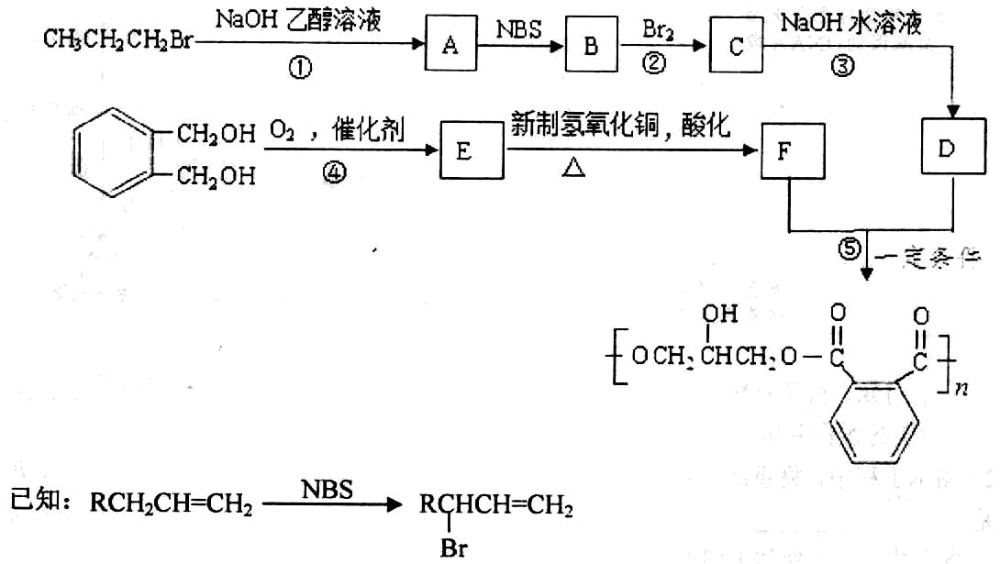 CH₃CH₂CH₂Br NaOH 乙醇溶液 ① A NBS B Br₂ ② C NaOH 水溶液 ③
CH₂OH CH₂OH O₂，催化剂 ④ E 新制氢氧化铜，酸化 △ F D
⑤ 一定条件
[OCH₂CHCH₂O—C C]n
OH O O
已知：RCH₂CH=CH₂ NBS RCHCH=CH₂
Br